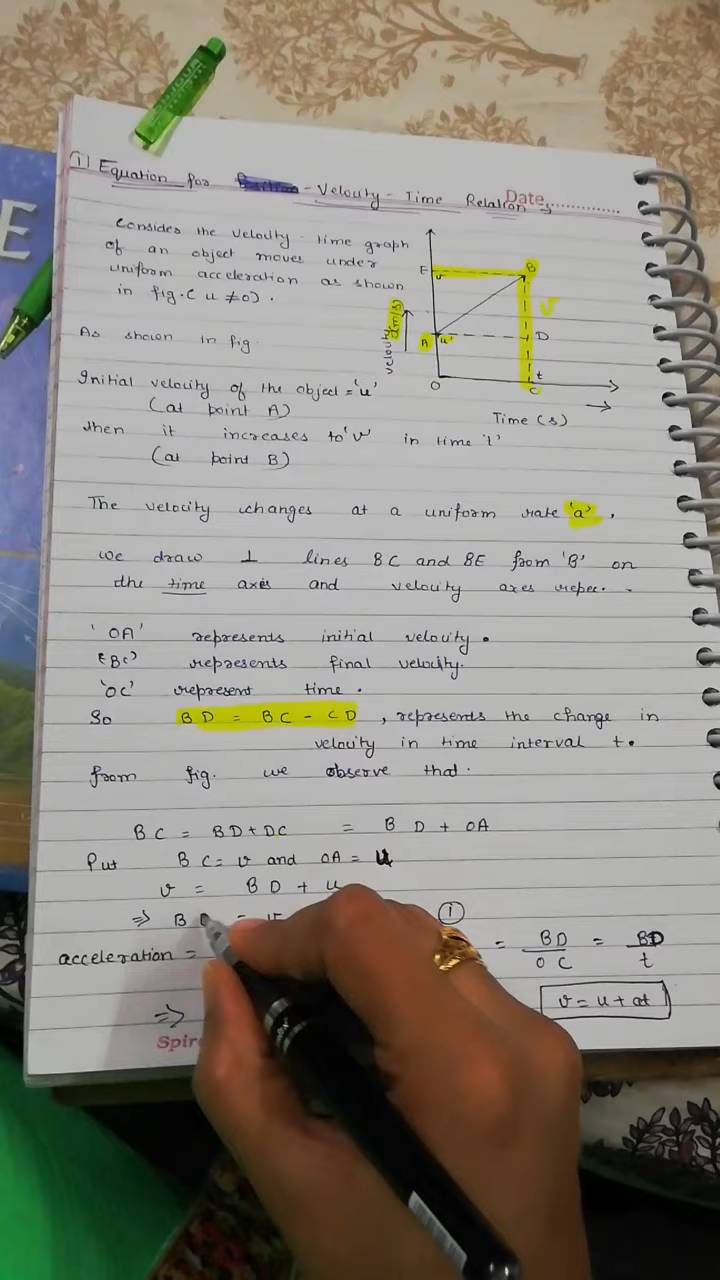 1) Equation for - Velocity - Time Relation
Date..............
Consider the velocity - time graph
of an object moves under
uniform acceleration as shown
in fig. ( u ≠ 0) .
E
v
B
v
velocity (m/s)
A
u
D
t
O
C
Time (s)
As shown in fig.
Initial velocity of the object = 'u'
(at point A)
then it increases to 'v' in time 't'
(at point B)
The velocity changes at a uniform rate 'a' .
we draw ⊥ lines BC and BE from 'B' on
the time axis and velocity axes repec.
'OA' represents initial velocity.
'BC' represents final velocity.
'OC' represent time .
So BD = BC - CD , represents the change in
velocity in time interval t.
from fig. we observe that.
BC = BD + DC = BD + OA
Put BC = v and OA = u
v = BD + u
⇒ BD = v ①
acceleration = = BD/OC = BD/t
⇒ v = u + at
E